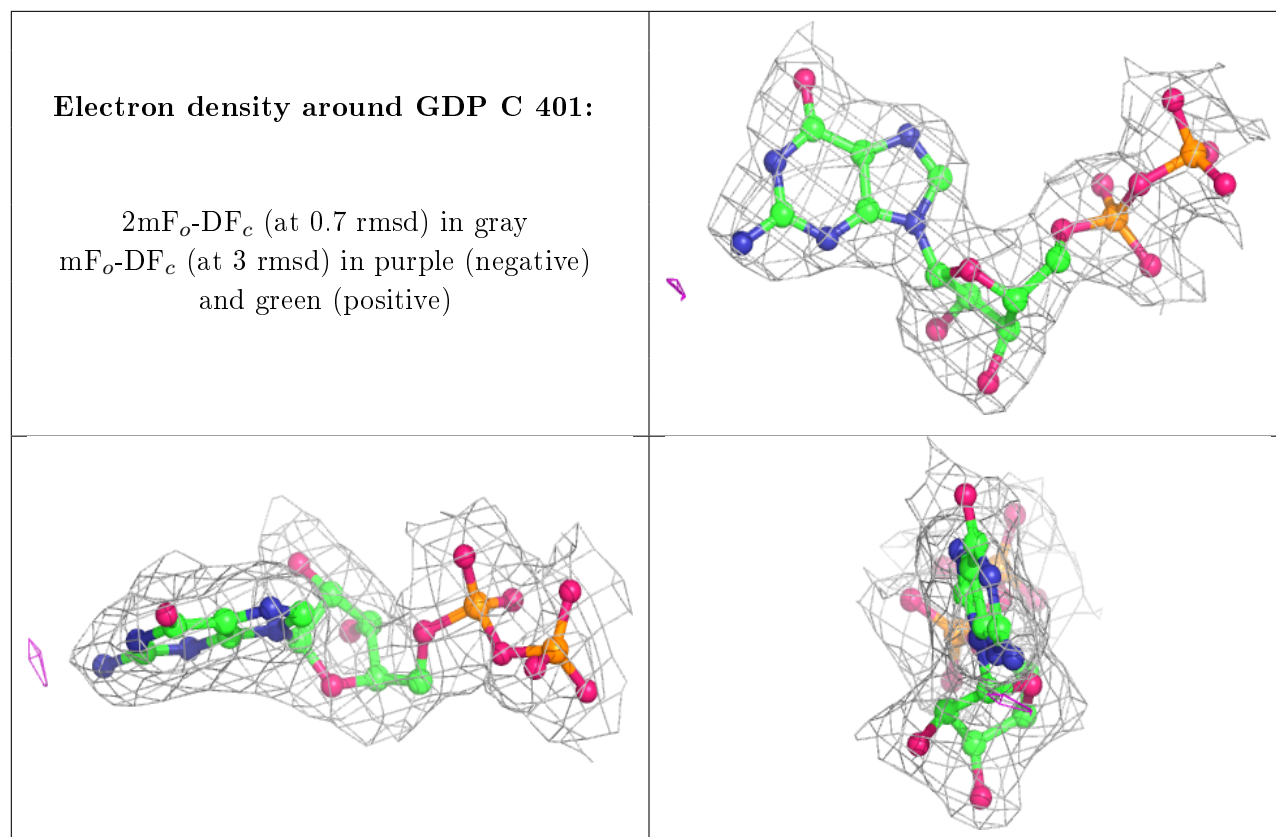 Electron density around GDP C 401:
2mFₒ-DF𝒸 (at 0.7 rmsd) in gray
mFₒ-DF𝒸 (at 3 rmsd) in purple (negative)
and green (positive)